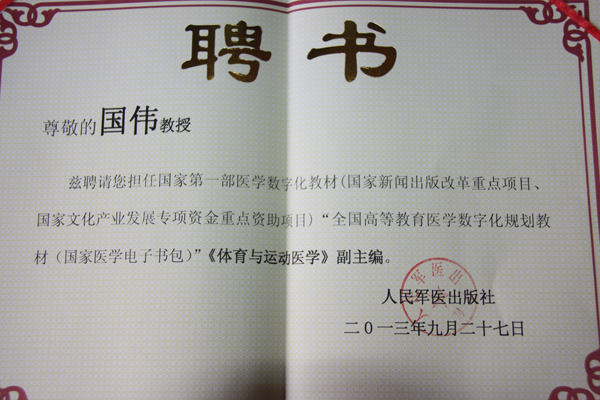 聘书
尊敬的国伟教授
兹聘请您担任国家第一部医学数字化教材(国家新闻出版改革重点项目、
国家文化产业发展专项资金重点资助项目)“全国高等教育医学数字化规划教
材(国家医学电子书包)”《体育与运动医学》副主编。
人民军医出版社
二0一三年九月二十七日